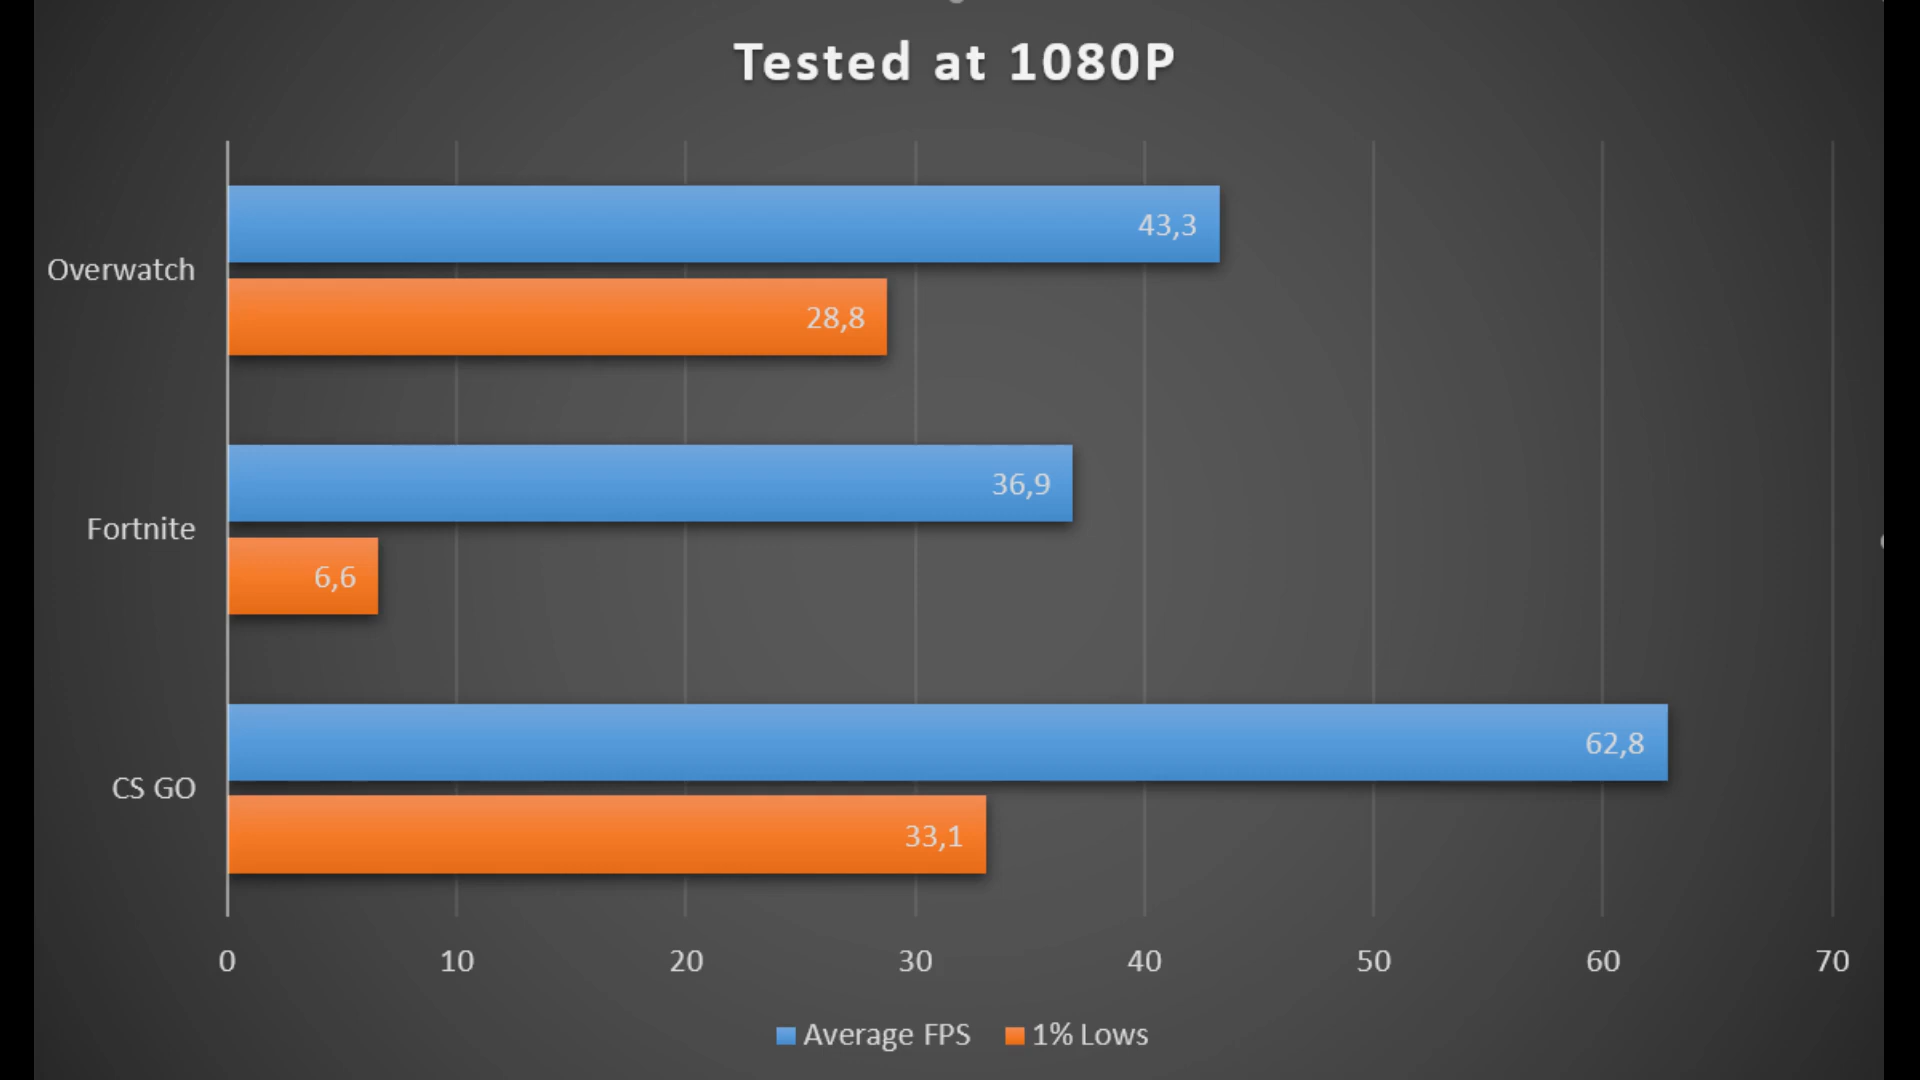 Tested at 1080P
Overwatch
43,3
28,8
Fortnite
36,9
6,6
CS GO
62,8
33,1
0 10 20 30 40 50 60 70
Average FPS 1% Lows